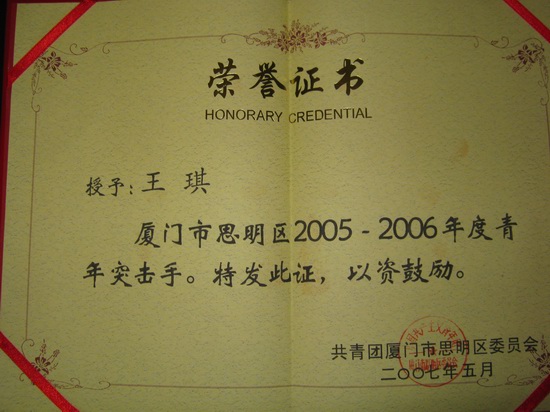 荣誉证书
HONORARY CREDENTIAL
授予:王琪
厦门市思明区2005-2006年度青
年突击手。特发此证,以资鼓励。
共青团厦门市思明区委员会
二〇〇七年五月